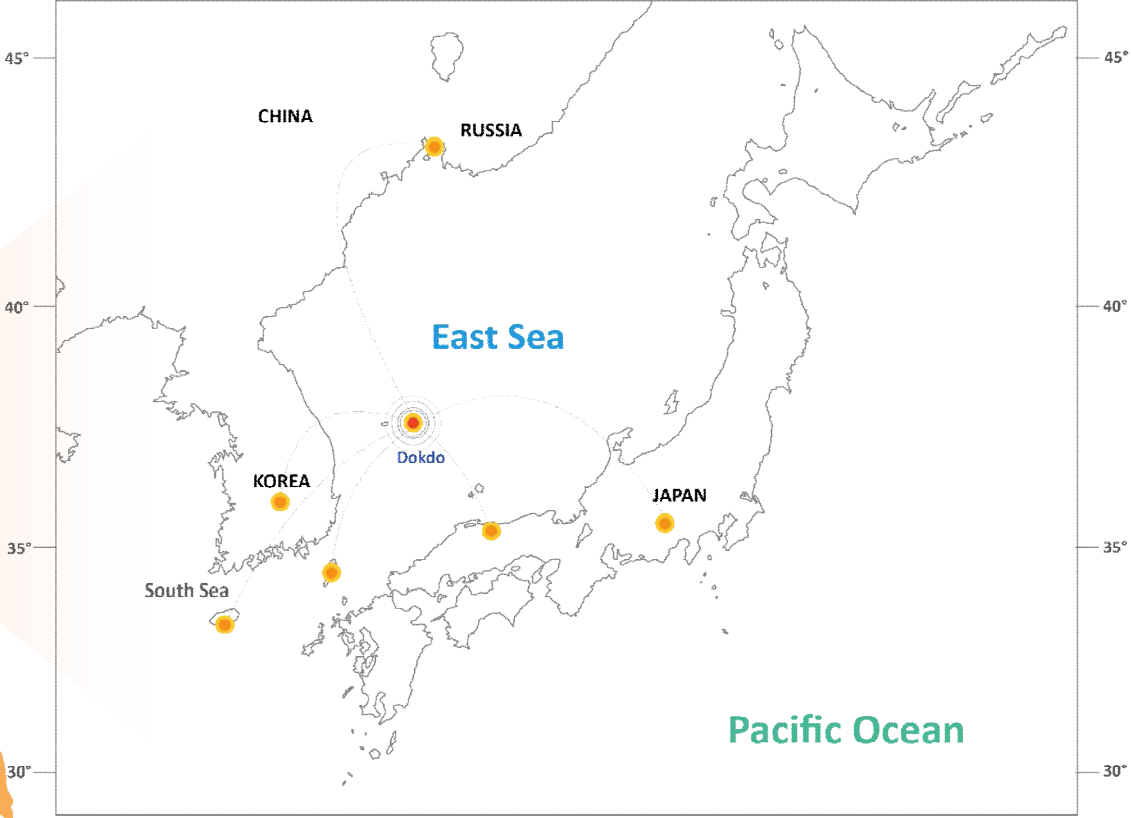 45°
45°
CHINA
RUSSIA
40°
40°
East Sea
Dokdo
KOREA
JAPAN
35°
35°
South Sea
Pacific Ocean
30°
30°